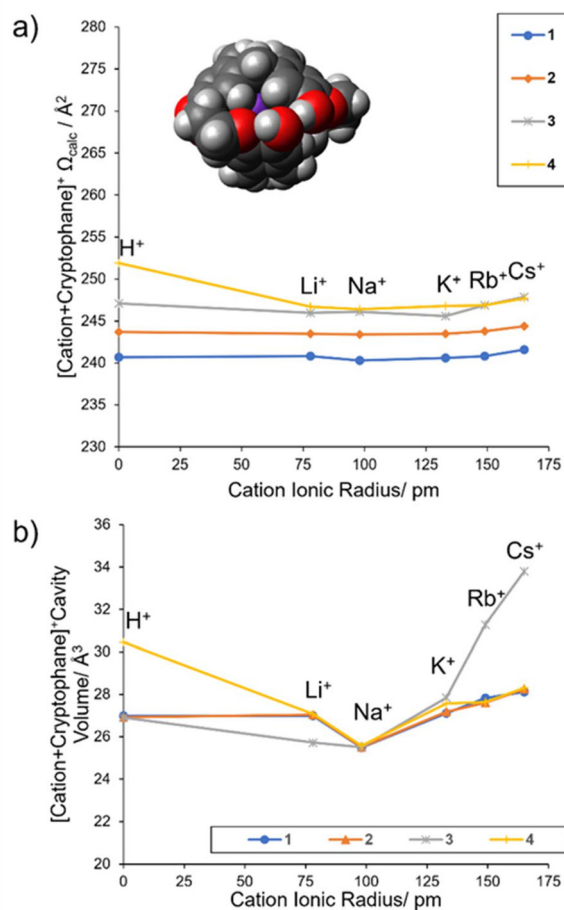 a)
[Cation+Cryptophane]⁺ Ω_calc / Å²
280
275
270
265
260
255
250
245
240
235
230
H⁺
Li⁺
Na⁺
K⁺
Rb⁺
Cs⁺
0
25
50
75
100
125
150
175
Cation Ionic Radius/ pm
1
2
3
4
b)
[Cation+Cryptophane]⁺Cavity
Volume/ Å³
36
34
32
30
28
26
24
22
20
H⁺
Li⁺
Na⁺
K⁺
Rb⁺
Cs⁺
1 2 3 4
0 25 50 75 100 125 150 175
Cation Ionic Radius/ pm